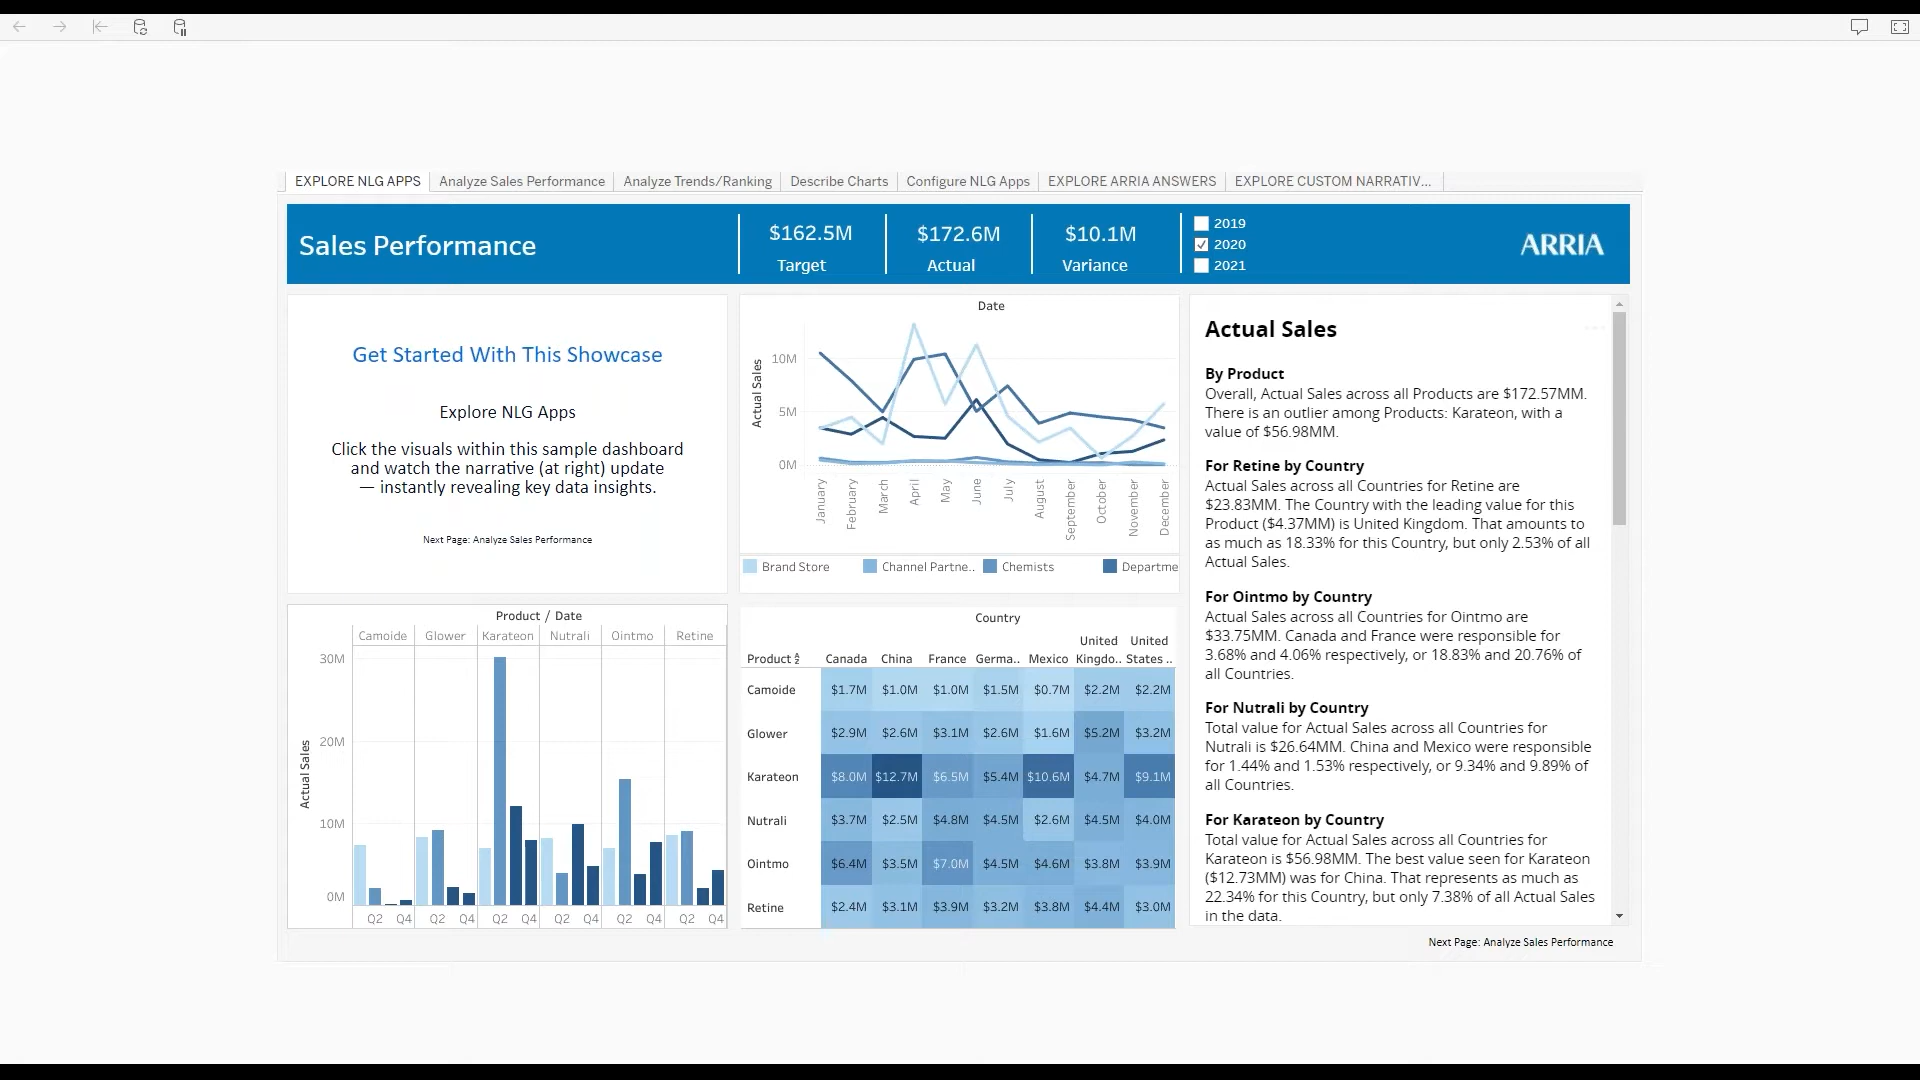 EXPLORE NLG APPS
Analyze Sales Performance
Analyze Trends/Ranking
Describe Charts
Configure NLG Apps
EXPLORE ARRIA ANSWERS
EXPLORE CUSTOM NARRATIV...
Sales Performance
$162.5M
Target
$172.6M
Actual
$10.1M
Variance
2019
2020
2021
ARRIA
Get Started With This Showcase
Explore NLG Apps
Click the visuals within this sample dashboard
and watch the narrative (at right) update
— instantly revealing key data insights.
Next Page: Analyze Sales Performance
Date
Actual Sales
10M
5M
0M
January
February
March
April
May
June
July
August
September
October
November
December
Brand Store
Channel Partne..
Chemists
Departme
Product / Date
Camoide Glower Karateon Nutrali Ointmo Retine
Actual Sales
30M
20M
10M
0M
Q2 Q4 Q2 Q4 Q2 Q4 Q2 Q4 Q2 Q4 Q2 Q4
Country
United United
Product Canada China France Germa.. Mexico Kingdo.. States ..
Camoide $1.7M $1.0M $1.0M $1.5M $0.7M $2.2M $2.2M
Glower $2.9M $2.6M $3.1M $2.6M $1.6M $5.2M $3.2M
Karateon $8.0M $12.7M $6.5M $5.4M $10.6M $4.7M $9.1M
Nutrali $3.7M $2.5M $4.8M $4.5M $2.6M $4.5M $4.0M
Ointmo $6.4M $3.5M $7.0M $4.5M $4.6M $3.8M $3.9M
Retine $2.4M $3.1M $3.9M $3.2M $3.8M $4.4M $3.0M
Actual Sales
By Product
Overall, Actual Sales across all Products are $172.57MM.
There is an outlier among Products: Karateon, with a
value of $56.98MM.
For Retine by Country
Actual Sales across all Countries for Retine are
$23.83MM. The Country with the leading value for this
Product ($4.37MM) is United Kingdom. That amounts to
as much as 18.33% for this Country, but only 2.53% of all
Actual Sales.
For Ointmo by Country
Actual Sales across all Countries for Ointmo are
$33.75MM. Canada and France were responsible for
3.68% and 4.06% respectively, or 18.83% and 20.76% of
all Countries.
For Nutrali by Country
Total value for Actual Sales across all Countries for
Nutrali is $26.64MM. China and Mexico were responsible
for 1.44% and 1.53% respectively, or 9.34% and 9.89% of
all Countries.
For Karateon by Country
Total value for Actual Sales across all Countries for
Karateon is $56.98MM. The best value seen for Karateon
($12.73MM) was for China. That represents as much as
22.34% for this Country, but only 7.38% of all Actual Sales
in the data.
Next Page: Analyze Sales Performance